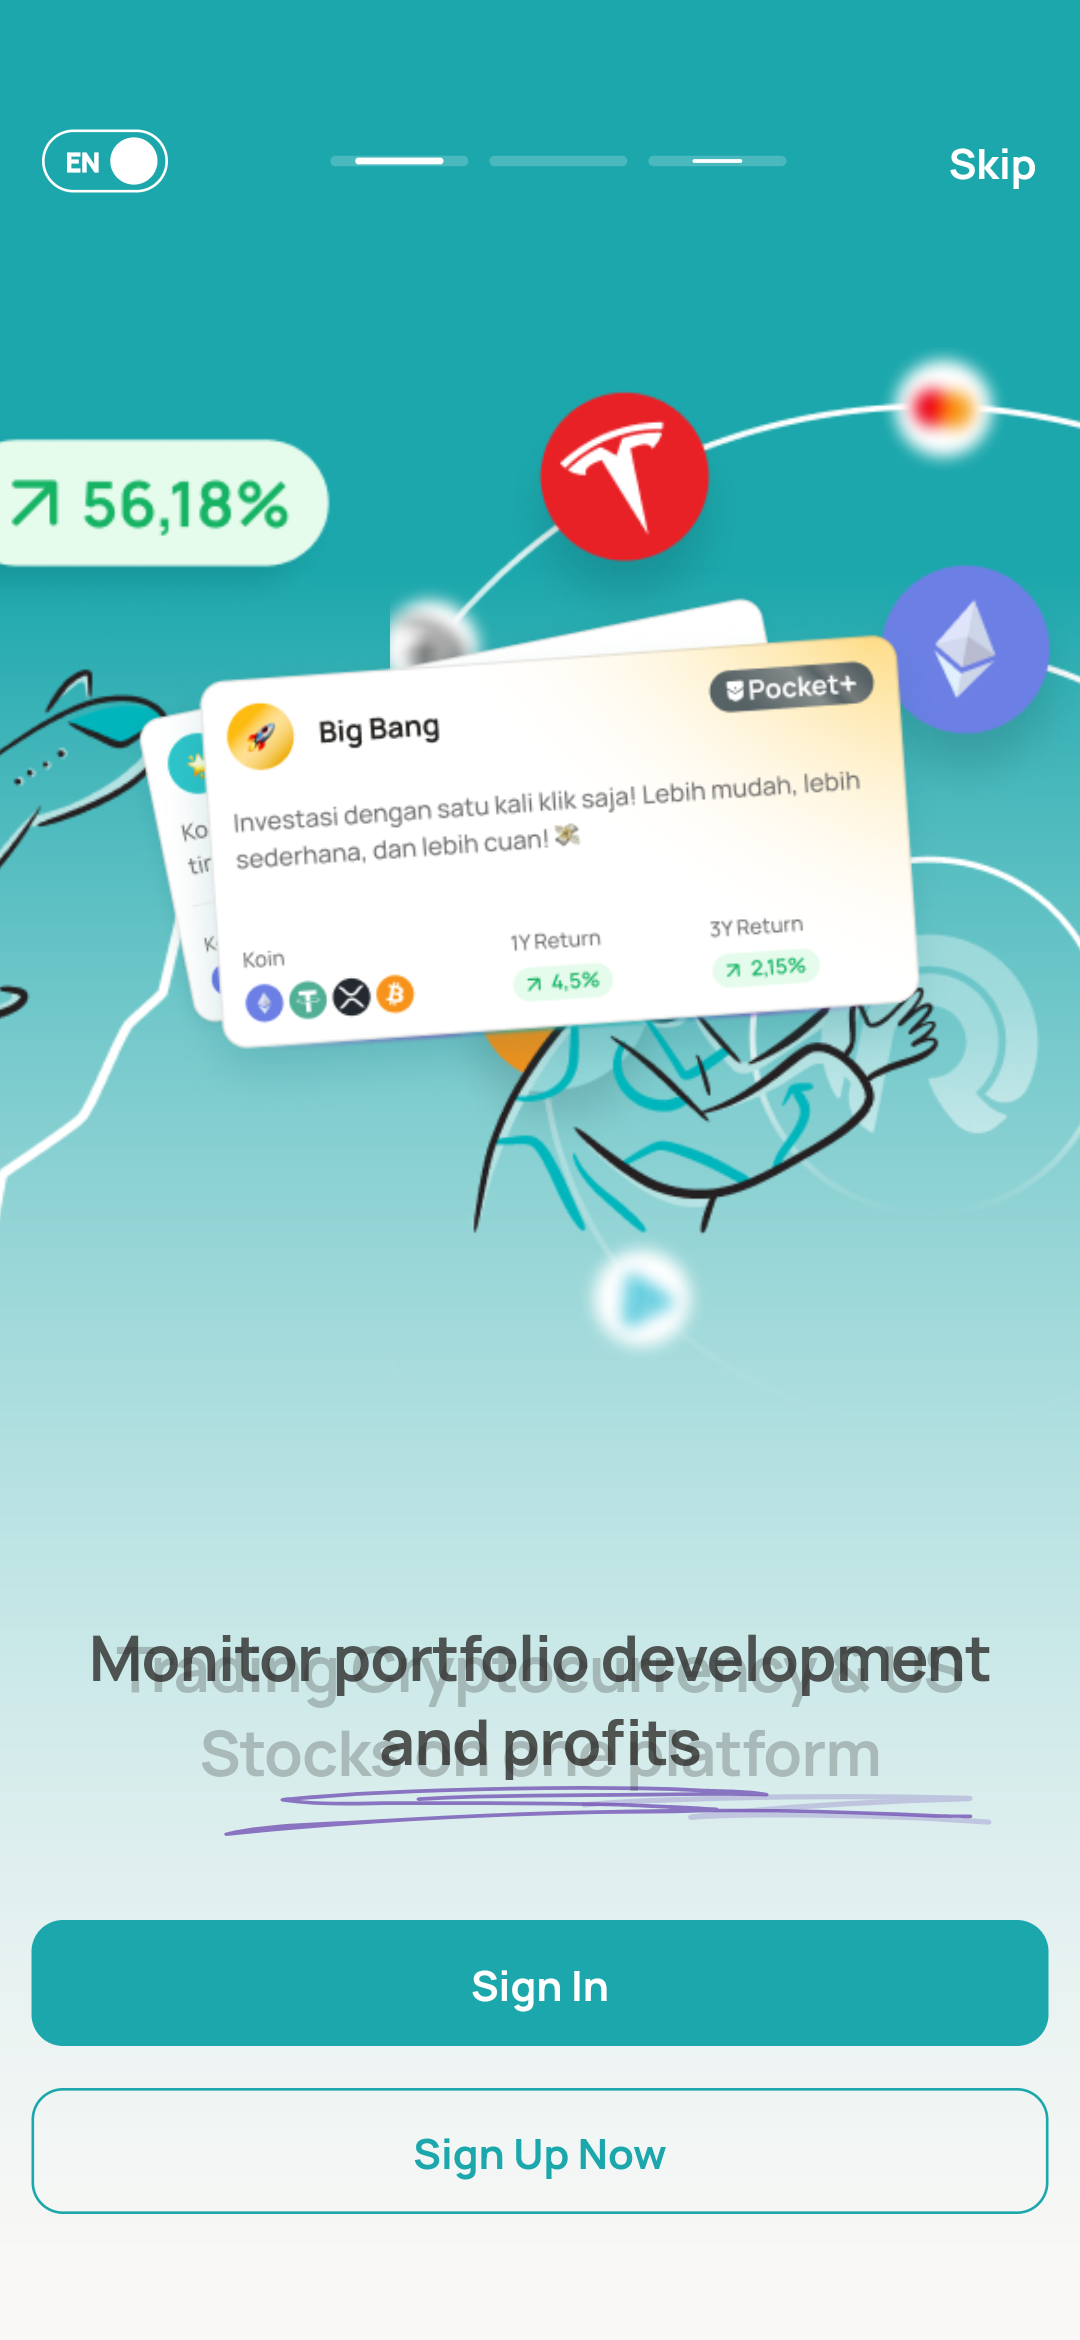 EN
Skip
56,18%
Pocket+
Big Bang
Investasi dengan satu kali klik saja! Lebih mudah, lebih
sederhana, dan lebih cuan! 💸
Ko
tir
K
Koin
1Y Return
3Y Return
4,5%
2,15%
Monitor portfolio development
and profits
Trading Cryptocurrency & US
Stocks on one platform
Sign In
Sign Up Now